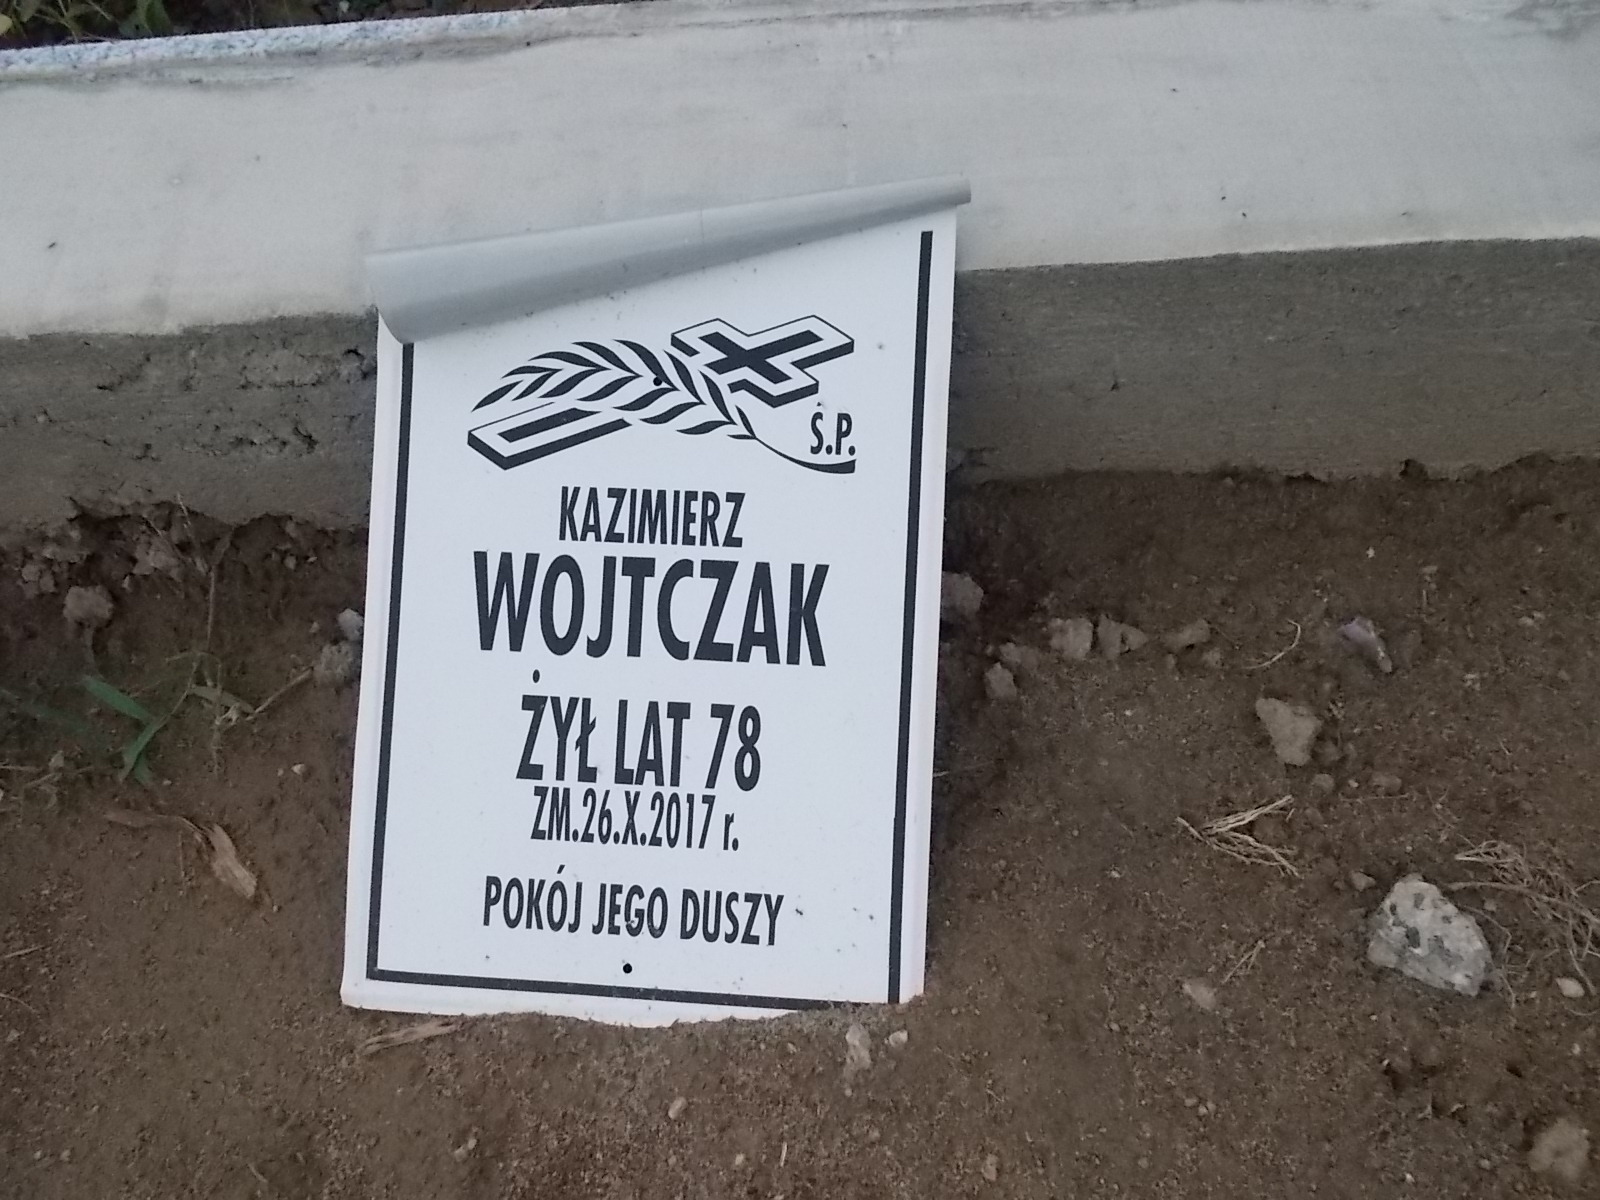 Ś.P.
KAZIMIERZ
WOJTCZAK
ŻYŁ LAT 78
ZM.26.X.2017 r.
POKÓJ JEGO DUSZY